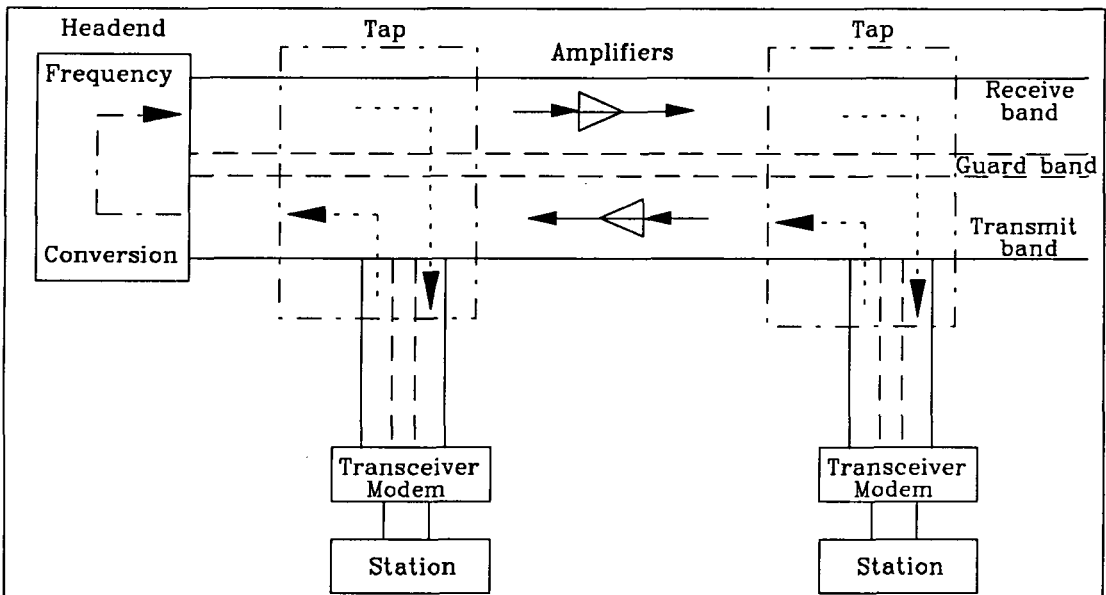 Headend
Tap
Amplifiers
Tap
Frequency
Conversion
Receive
band
Guard band
Transmit
band
Transceiver
Modem
Station
Transceiver
Modem
Station